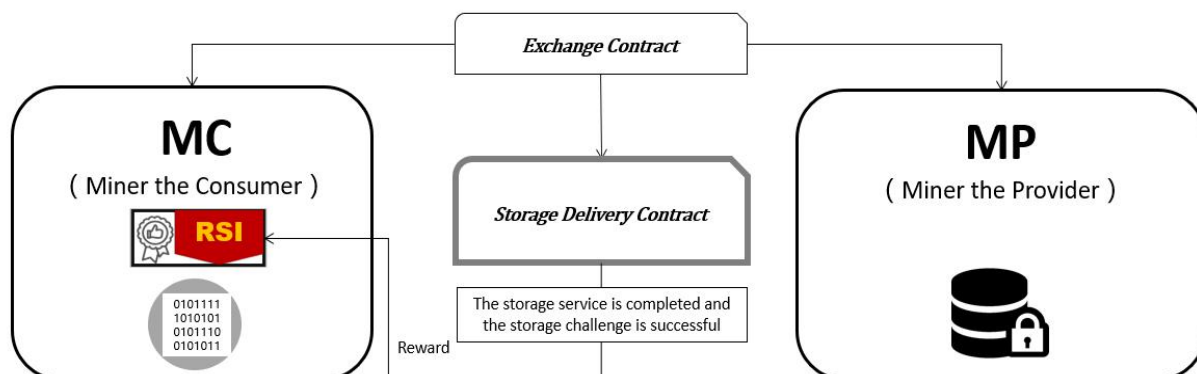 Exchange Contract
MC
( Miner the Consumer )
RSI
0101111
1010101
0101110
0101011
Storage Delivery Contract
The storage service is completed and
the storage challenge is successful
Reward
MP
( Miner the Provider )